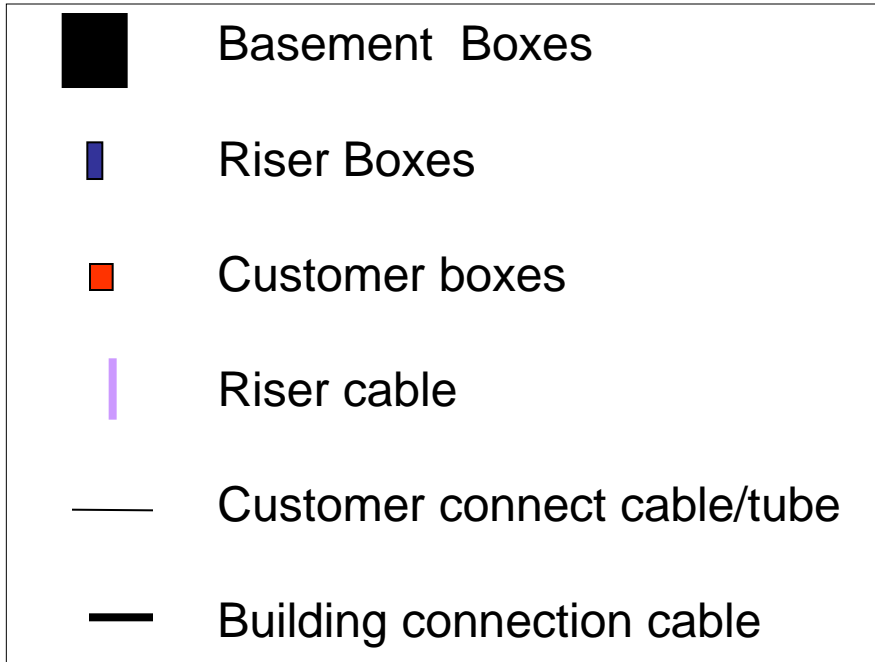 Basement  Boxes
Riser Boxes
Customer boxes
Riser cable
Customer connect cable/tube
Building connection cable